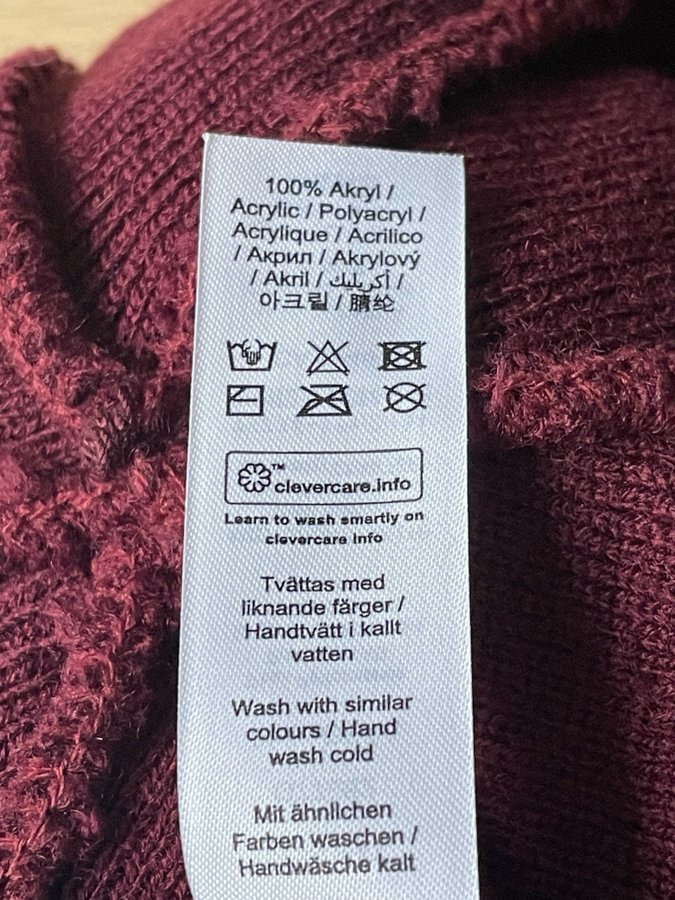 100% Akryl /
Acrylic / Polyacryl /
Acrylique / Acrilico
/ Акрил / Akrylový
/ Akril / أكريليك /
아크릴 / 腈纶
™ clevercare.info
Learn to wash smartly on
clevercare info
Tvättas med
liknande färger /
Handtvätt i kallt
vatten
Wash with similar
colours / Hand
wash cold
Mit ähnlichen
Farben waschen /
Handwäsche kalt